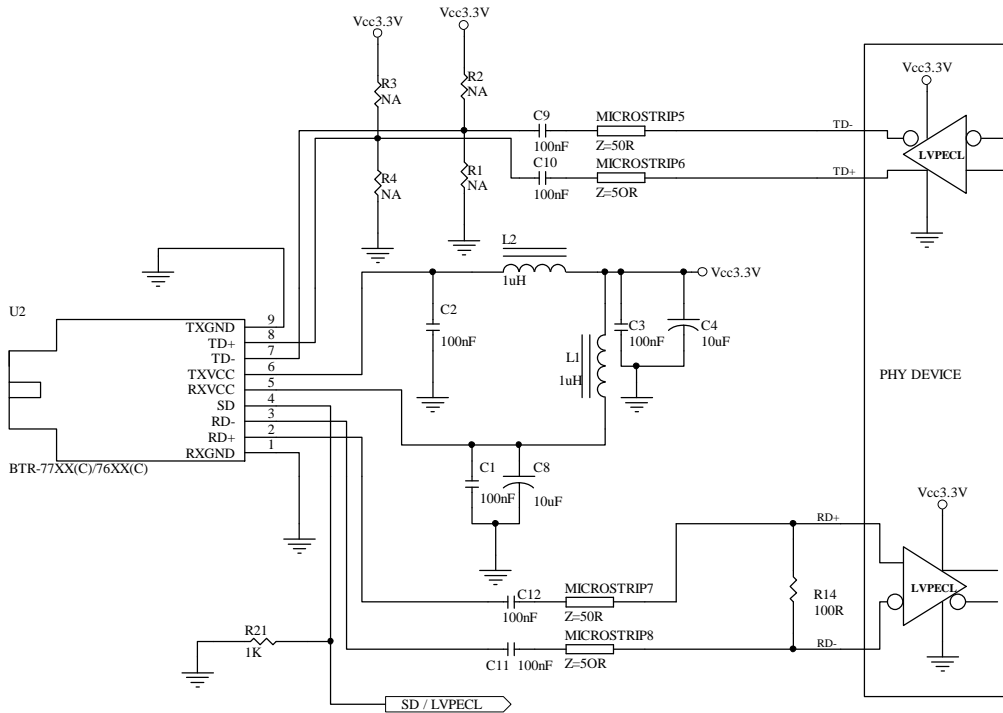 Vcc3.3V
Vcc3.3V
R3
NA
R2
NA
Vcc3.3V
C9
100nF
MICROSTRIP5
Z=50R
TD-
LVPECL
C10
100nF
MICROSTRIP6
Z=5OR
TD+
R4
NA
R1
NA
L2
1uH
Vcc3.3V
C2
100nF
C3
100nF
C4
10uF
L1
1uH
U2
TXGND 9
TD+ 8
TD- 7
TXVCC 6
RXVCC 5
SD 4
RD- 3
RD+ 2
RXGND 1
BTR-77XX(C)/76XX(C)
PHY DEVICE
C1
100nF
C8
10uF
Vcc3.3V
RD+
LVPECL
C12
100nF
MICROSTRIP7
Z=50R
R14
100R
R21
1K
C11
100nF
MICROSTRIP8
Z=5OR
RD-
SD / LVPECL